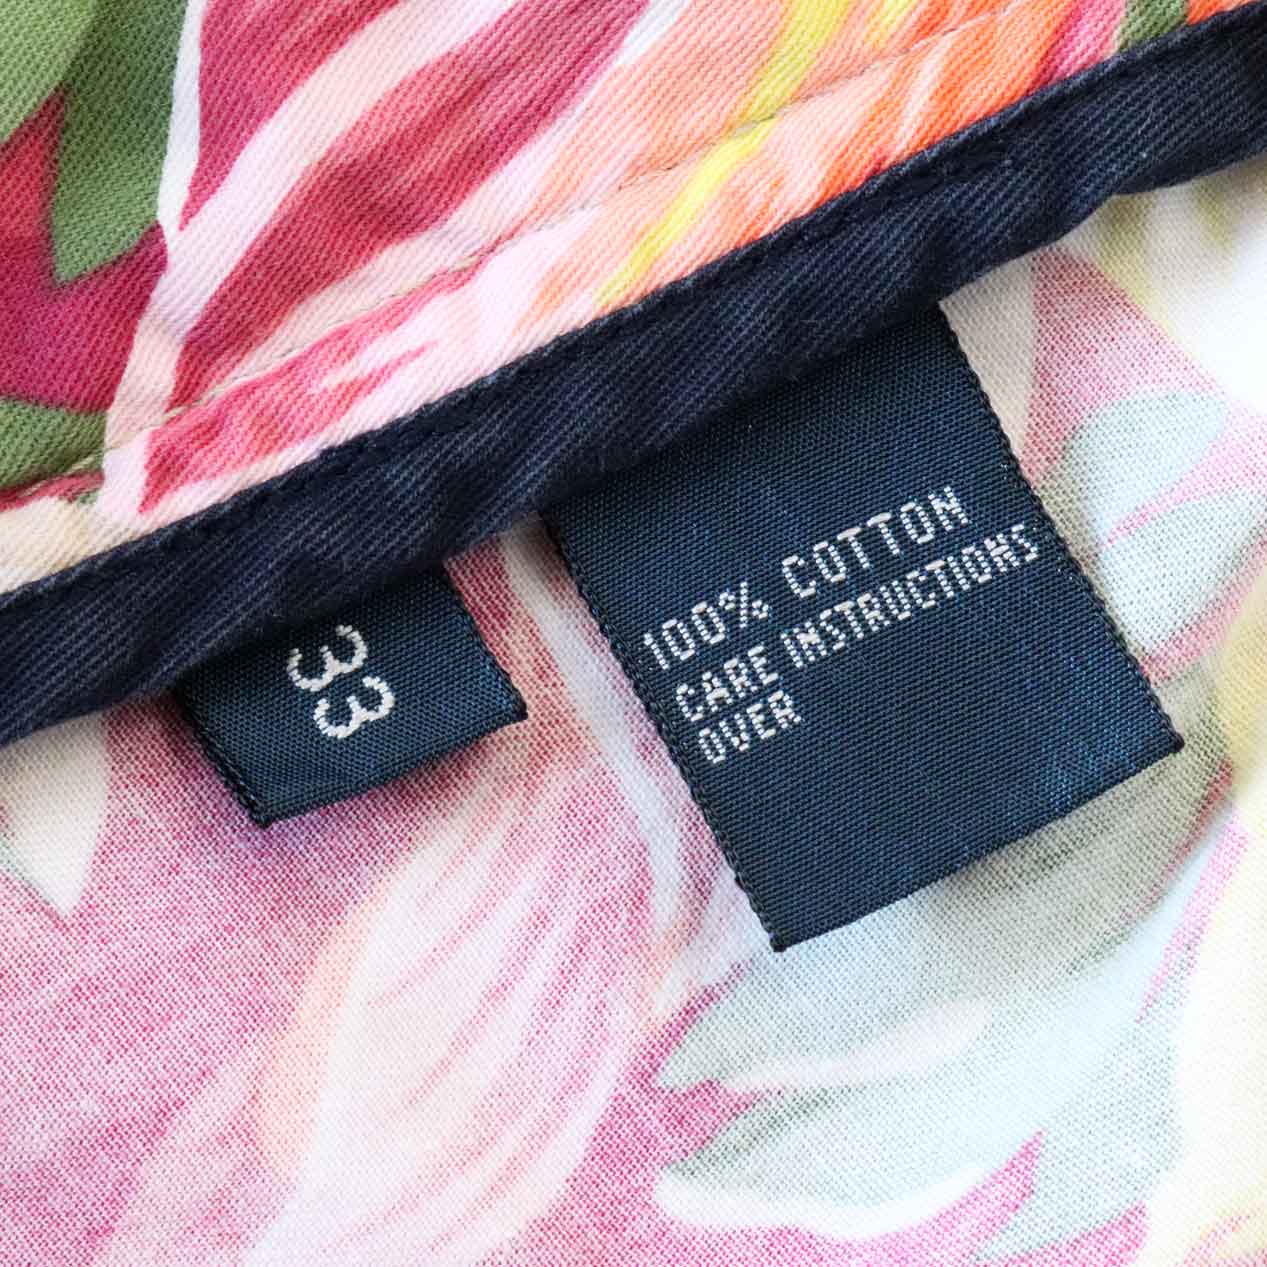 33
100% COTTON
CARE INSTRUCTIONS
OVER